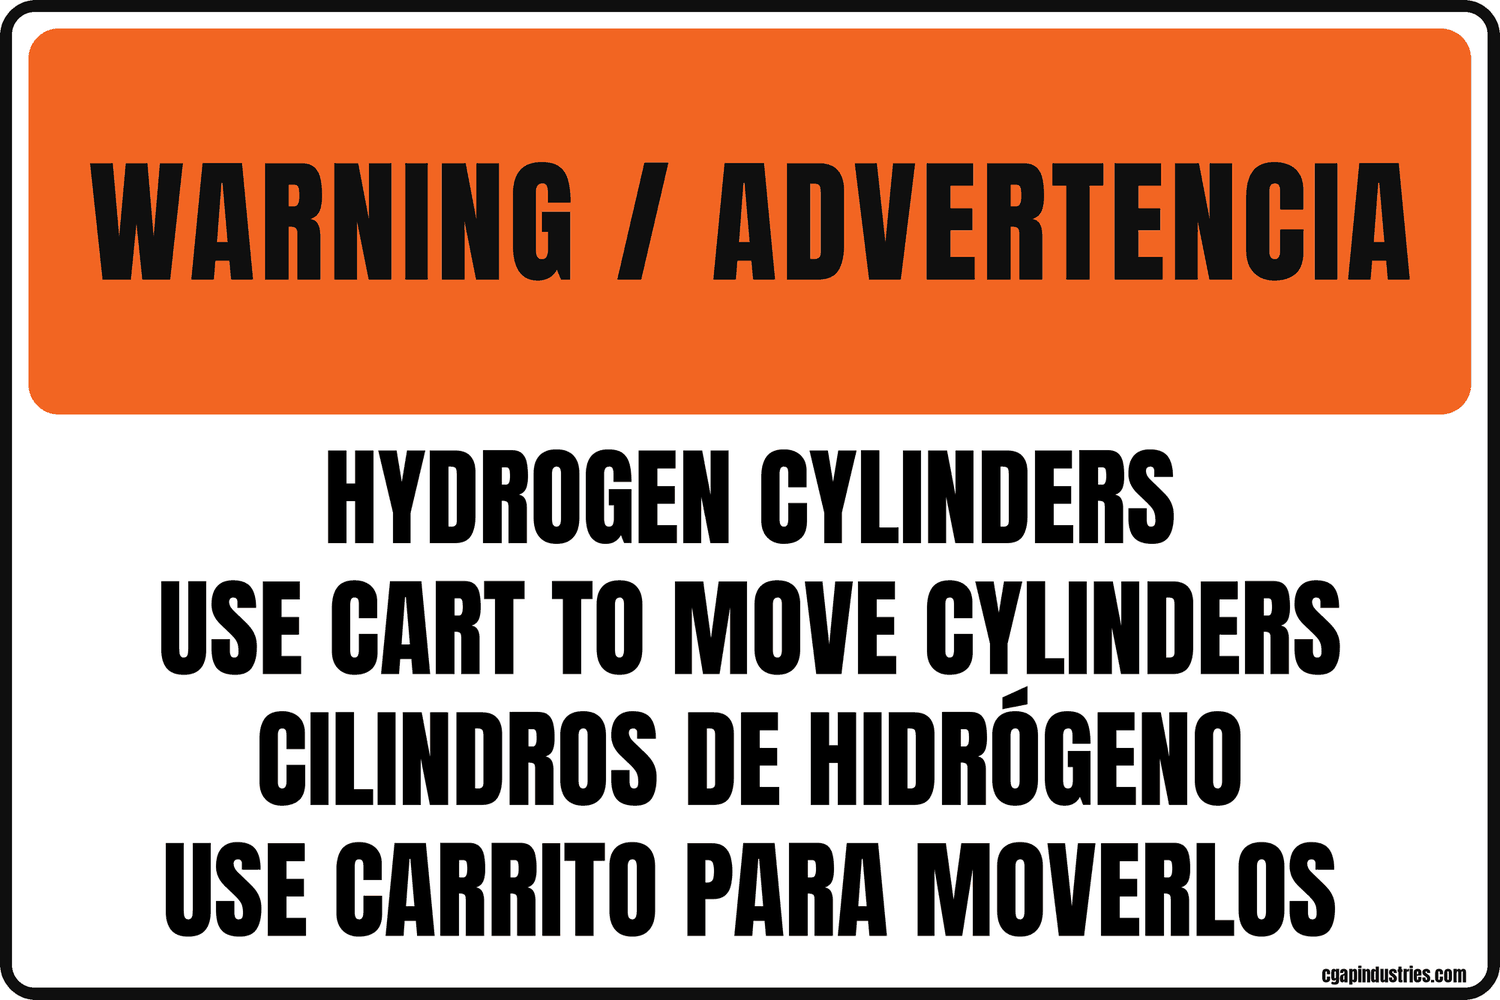 WARNING / ADVERTENCIA
HYDROGEN CYLINDERS
USE CART TO MOVE CYLINDERS
CILINDROS DE HIDRÓGENO
USE CARRITO PARA MOVERLOS
cgapindustries.com